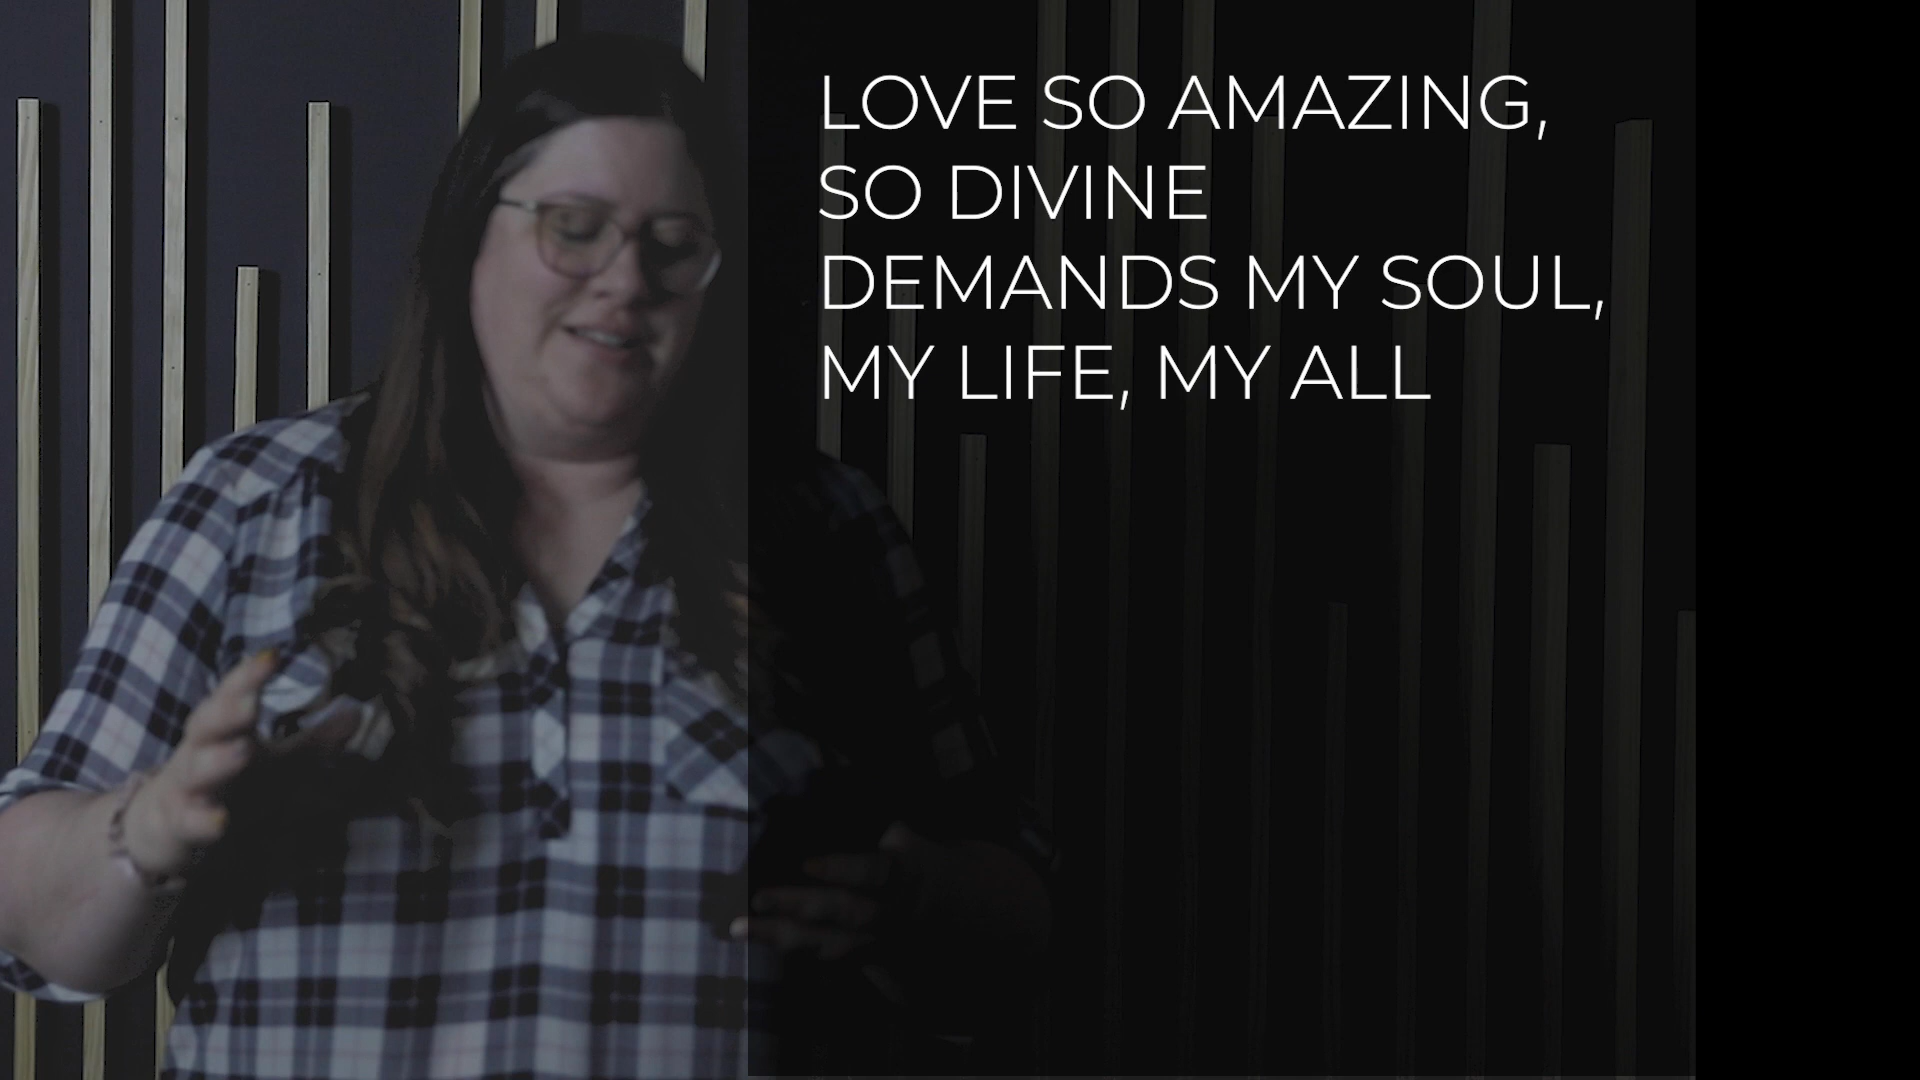 LOVE SO AMAZING,
SO DIVINE
DEMANDS MY SOUL,
MY LIFE, MY ALL